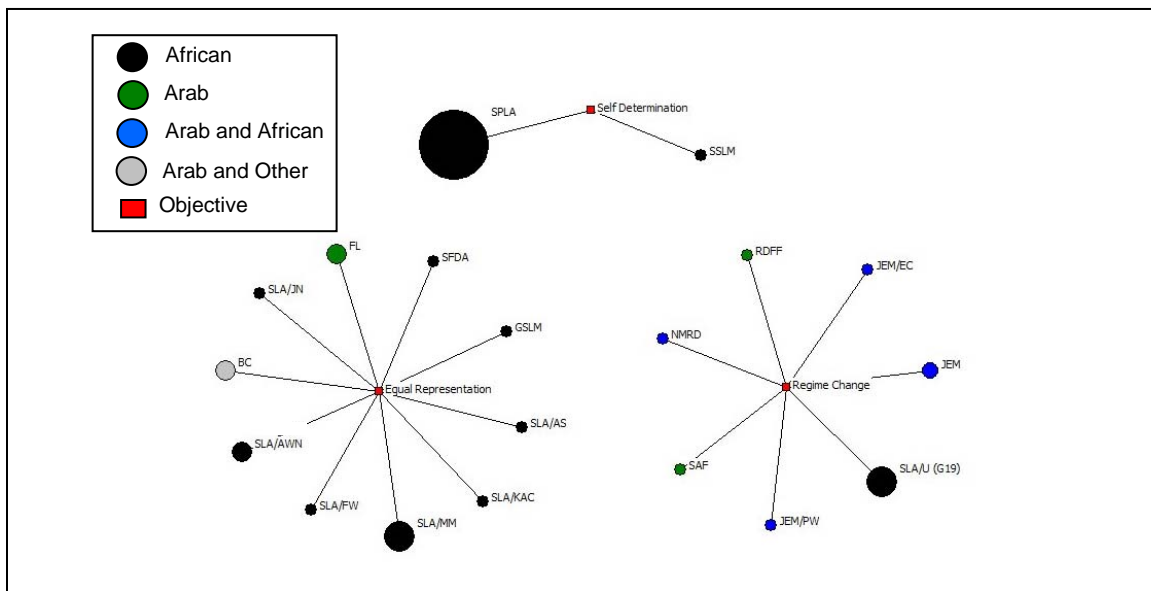 African
Arab
Arab and African
Arab and Other
Objective
SPLA
Self Determination
SSLM
FL
SFDA
SLA/JN
GSLM
BC
Equal Representation
SLA/AS
SLA/AWN
SLA/KAC
SLA/FW
SLA/MM
RDFF
JEM/EC
NMRD
JEM
Regime Change
SAF
SLA/U (G19)
JEM/PW